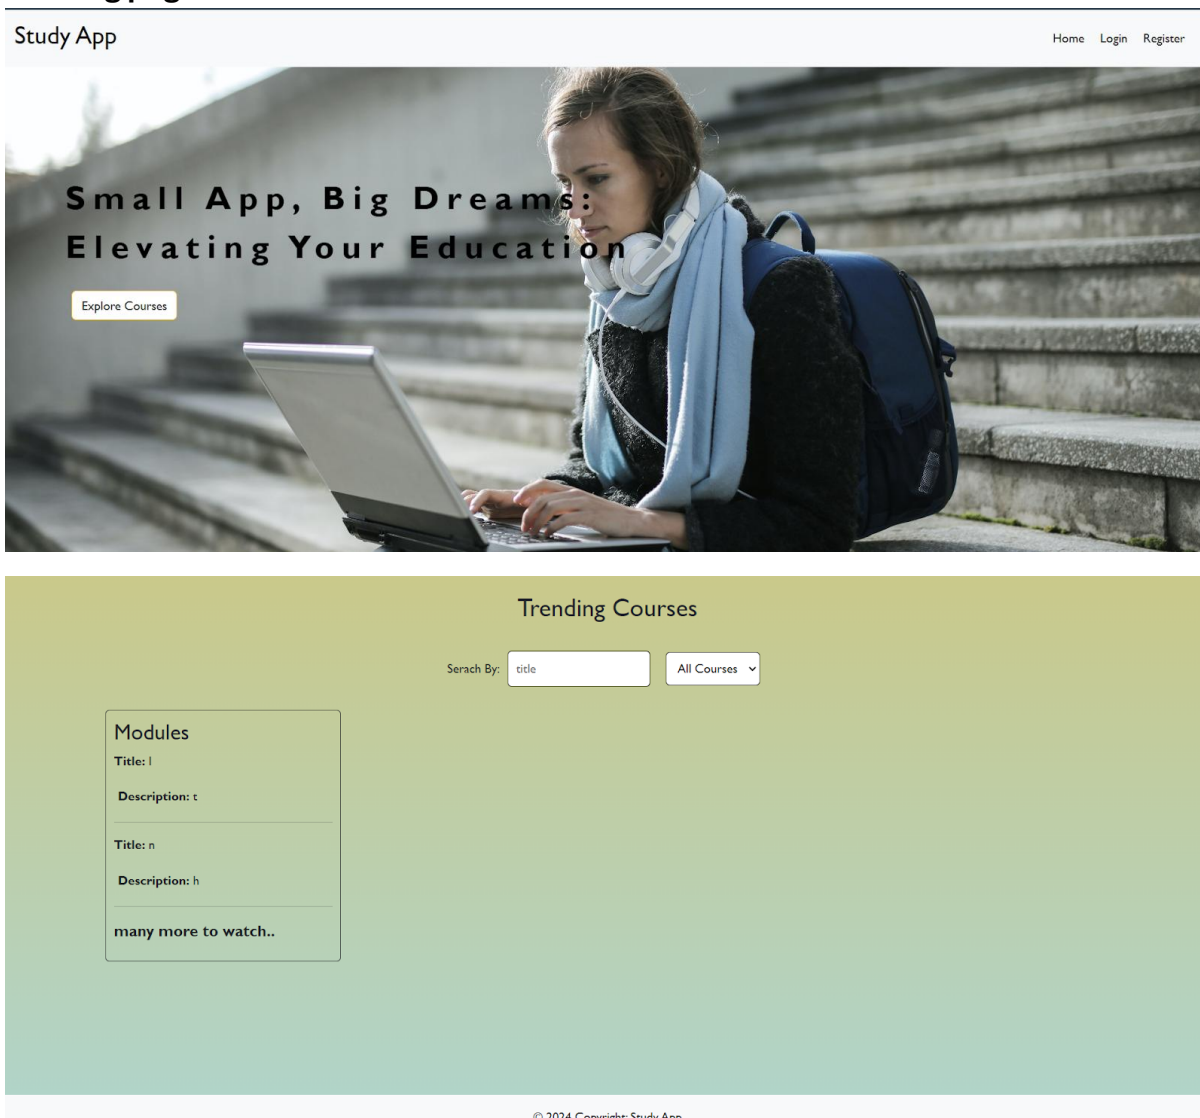 Study App
Home Login Register
Small App, Big Dreams:
Elevating Your Education
Explore Courses
Trending Courses
Serach By: title All Courses
Modules
Title: l
Description: t
Title: n
Description: h
many more to watch..
© 2024 Copyright: Study App